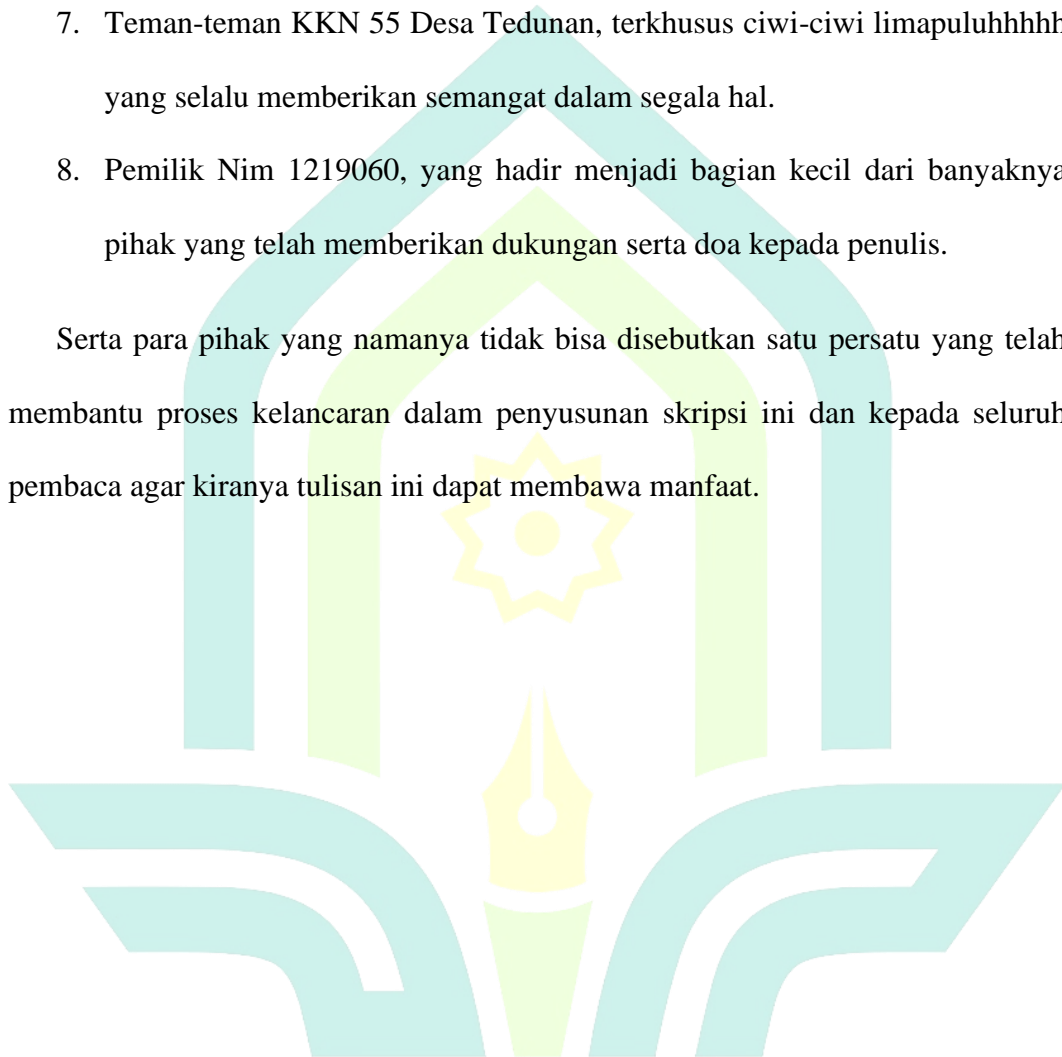 7. Teman-teman KKN 55 Desa Tedunan, terkhusus ciwi-ciwi limapuluhhhhh
yang selalu memberikan semangat dalam segala hal.
8. Pemilik Nim 1219060, yang hadir menjadi bagian kecil dari banyaknya
pihak yang telah memberikan dukungan serta doa kepada penulis.
Serta para pihak yang namanya tidak bisa disebutkan satu persatu yang telah
membantu proses kelancaran dalam penyusunan skripsi ini dan kepada seluruh
pembaca agar kiranya tulisan ini dapat membawa manfaat.